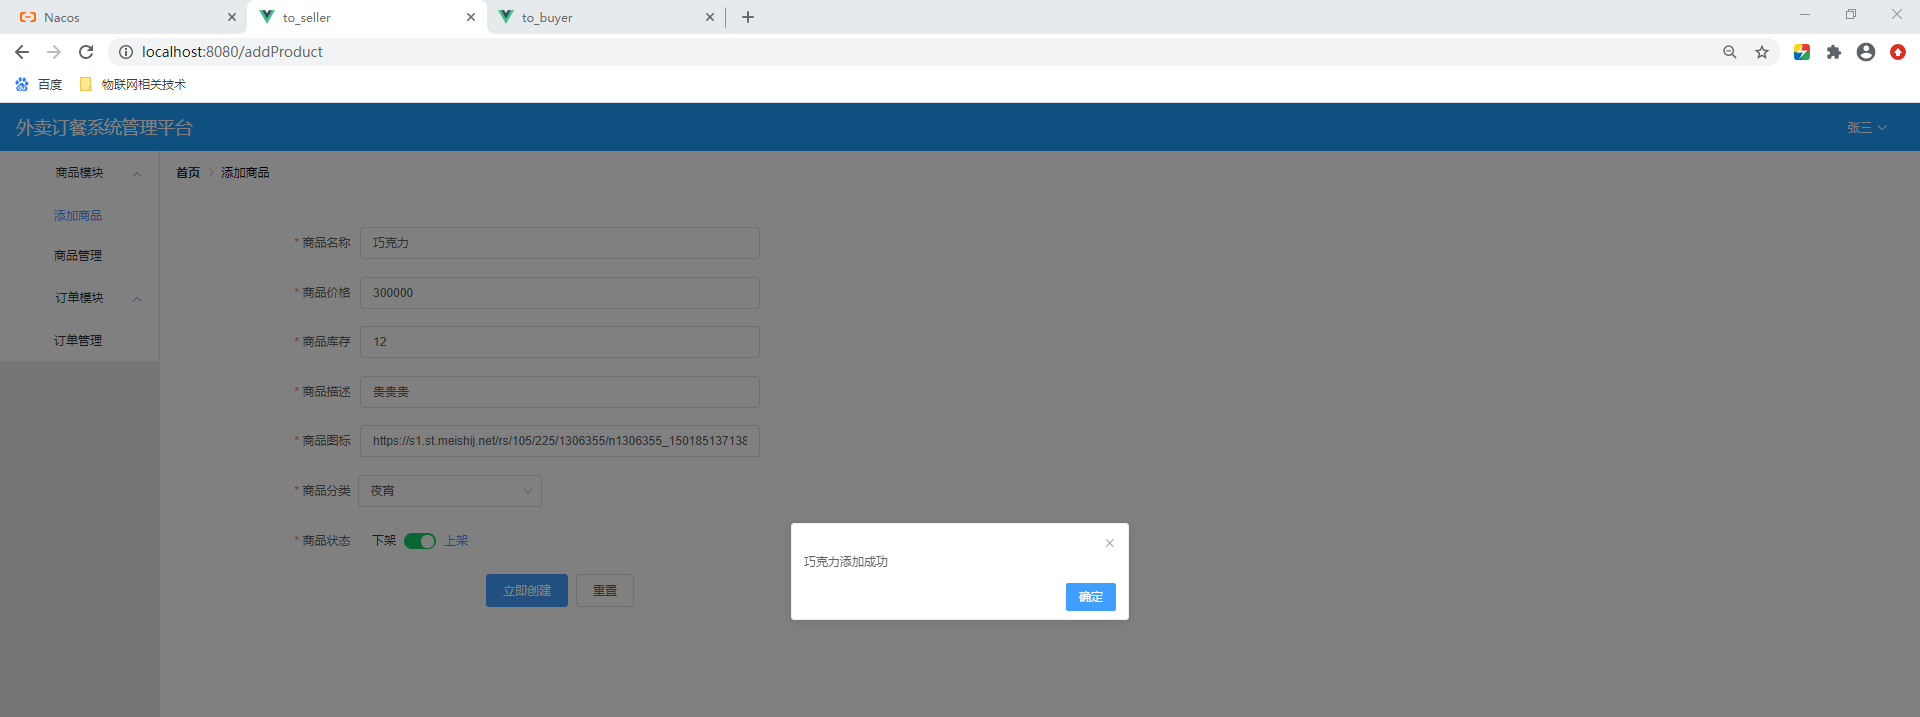 Nacos
to_seller
to_buyer
localhost:8080/addProduct
百度
物联网相关技术
外卖订餐系统管理平台
张三
商品模块
首页 添加商品
添加商品
商品管理
订单模块
订单管理
* 商品名称 巧克力
* 商品价格 300000
* 商品库存 12
* 商品描述 贵贵贵
* 商品图标 https://s1.st.meishij.net/rs/105/225/1306355/n1306355_150185137138
* 商品分类 夜宵
* 商品状态 下架 上架
立即创建 重置
巧克力添加成功
确定